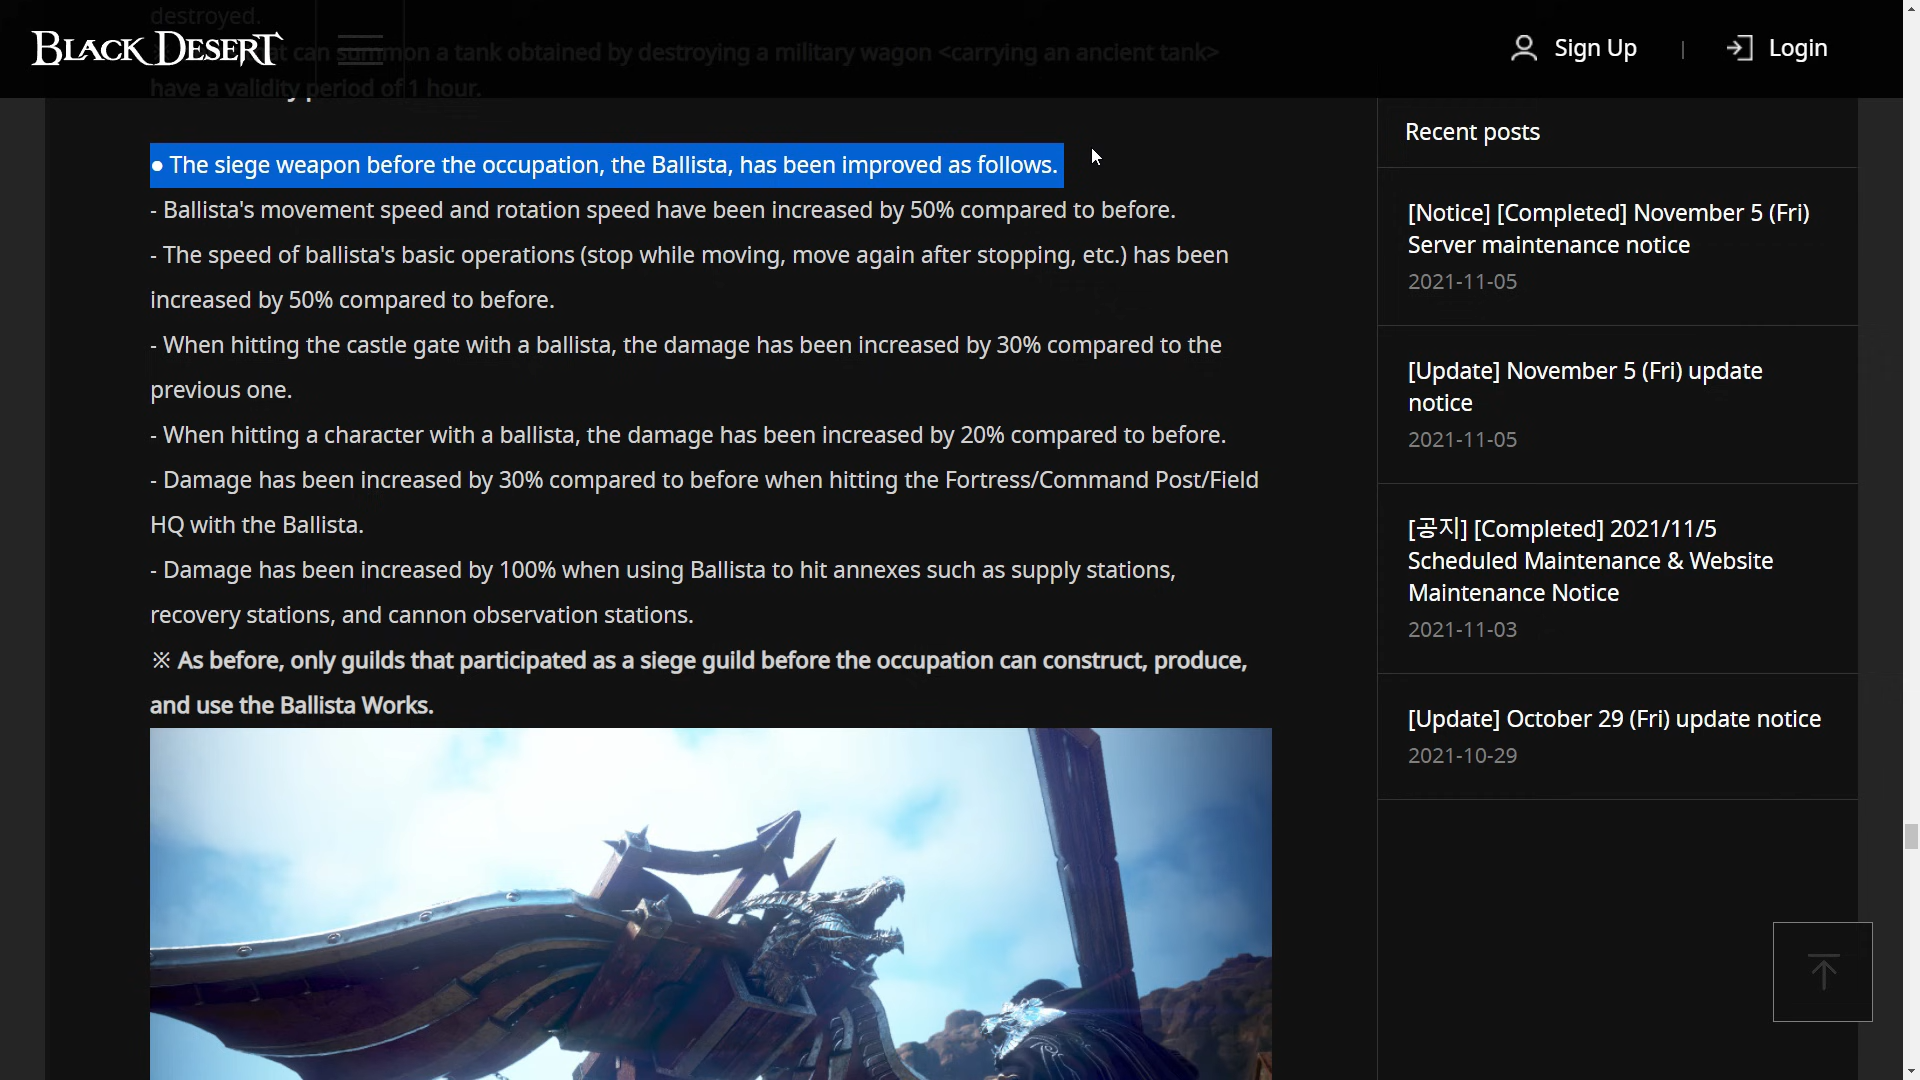 destroyed.
BLACK DESERT
at can summon a tank obtained by destroying a military wagon <carrying an ancient tank>
have a validity period of 1 hour.
Sign Up
|
Login
● The siege weapon before the occupation, the Ballista, has been improved as follows.
- Ballista's movement speed and rotation speed have been increased by 50% compared to before.
- The speed of ballista's basic operations (stop while moving, move again after stopping, etc.) has been
increased by 50% compared to before.
- When hitting the castle gate with a ballista, the damage has been increased by 30% compared to the
previous one.
- When hitting a character with a ballista, the damage has been increased by 20% compared to before.
- Damage has been increased by 30% compared to before when hitting the Fortress/Command Post/Field
HQ with the Ballista.
- Damage has been increased by 100% when using Ballista to hit annexes such as supply stations,
recovery stations, and cannon observation stations.
※ As before, only guilds that participated as a siege guild before the occupation can construct, produce,
and use the Ballista Works.
Recent posts
[Notice] [Completed] November 5 (Fri)
Server maintenance notice
2021-11-05
[Update] November 5 (Fri) update
notice
2021-11-05
[공지] [Completed] 2021/11/5
Scheduled Maintenance & Website
Maintenance Notice
2021-11-03
[Update] October 29 (Fri) update notice
2021-10-29